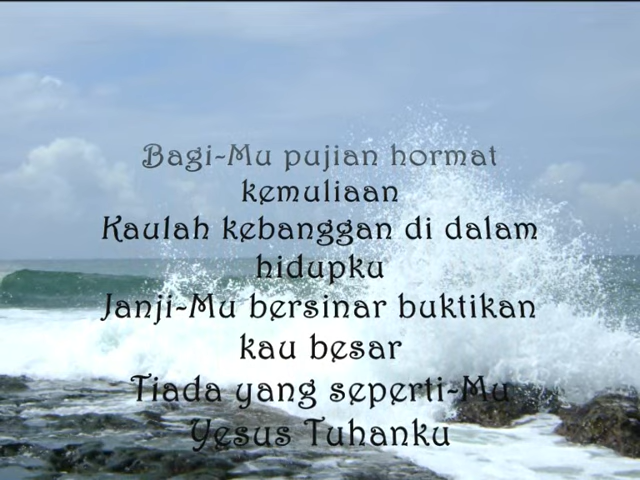 Bagi-Mu pujian hormat
kemuliaan
Kaulah kebanggan di dalam
hidupku
Janji-Mu bersinar buktikan
kau besar
Tiada yang seperti-Mu
Yesus Tuhanku